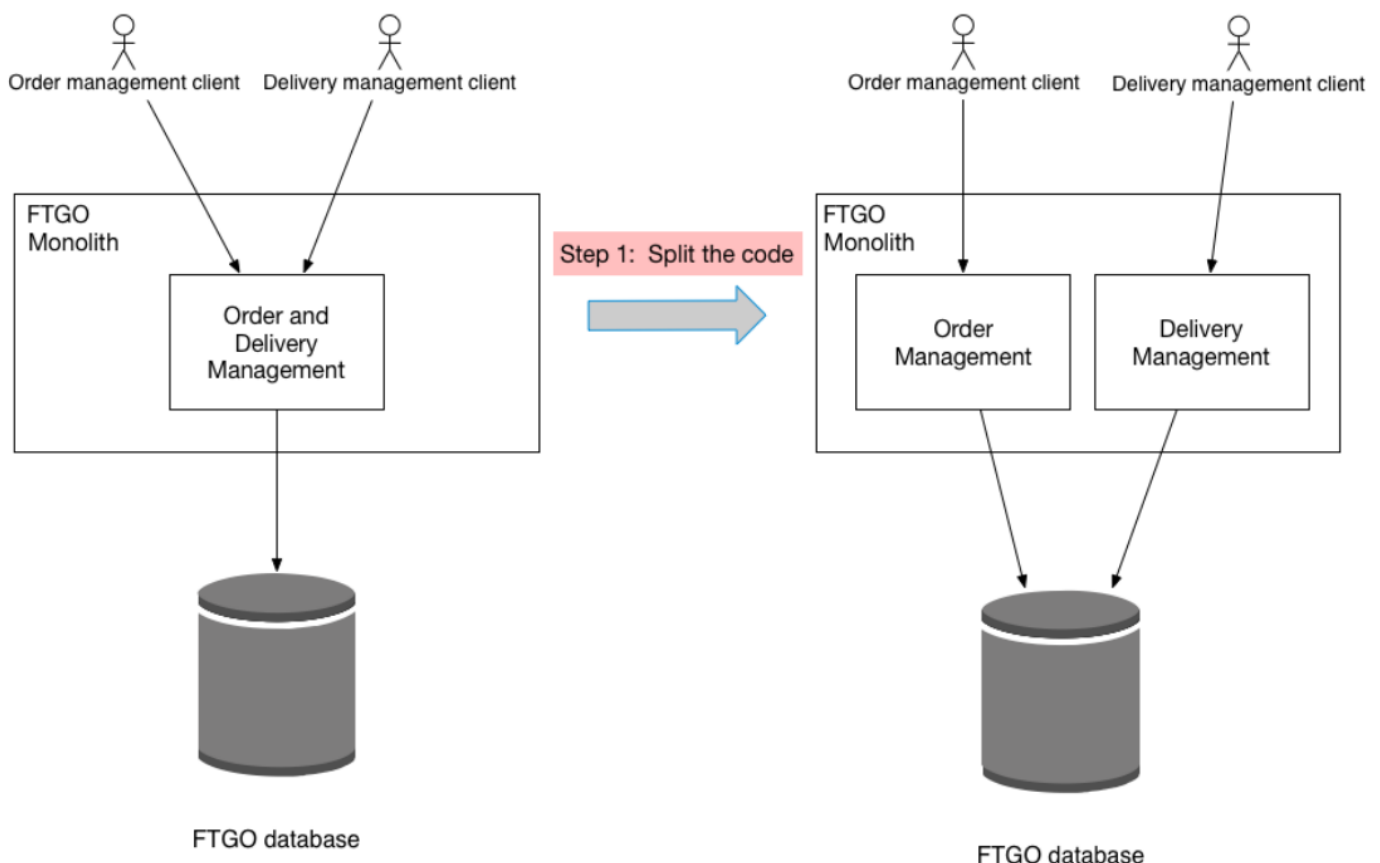 Order management client
Delivery management client
FTGO
Monolith
Order and
Delivery
Management
FTGO database
Step 1: Split the code
Order management client
Delivery management client
FTGO
Monolith
Order
Management
Delivery
Management
FTGO database